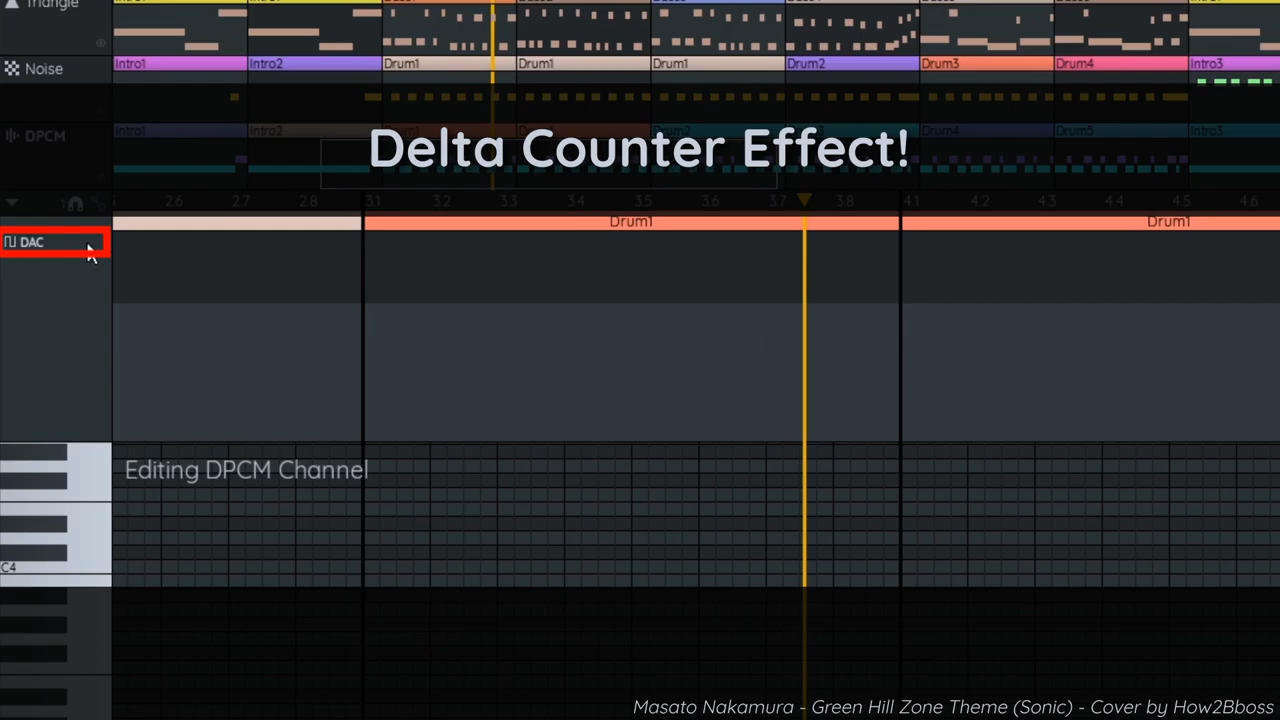 Triangle
Noise
Intro1 Intro2 Drum1 Drum1 Drum1 Drum2 Drum3 Drum4 Intro3
DPCM
Intro1 Intro2 Drum4 Drum5 Intro3
Delta Counter Effect!
2.6 2.7 2.8 3.1 3.2 3.3 3.4 3.5 3.6 3.7 3.8 4.1 4.2 4.3 4.4 4.5 4.6
Drum1 Drum1
DAC
Editing DPCM Channel
C4
Masato Nakamura - Green Hill Zone Theme (Sonic) - Cover by How2Bboss